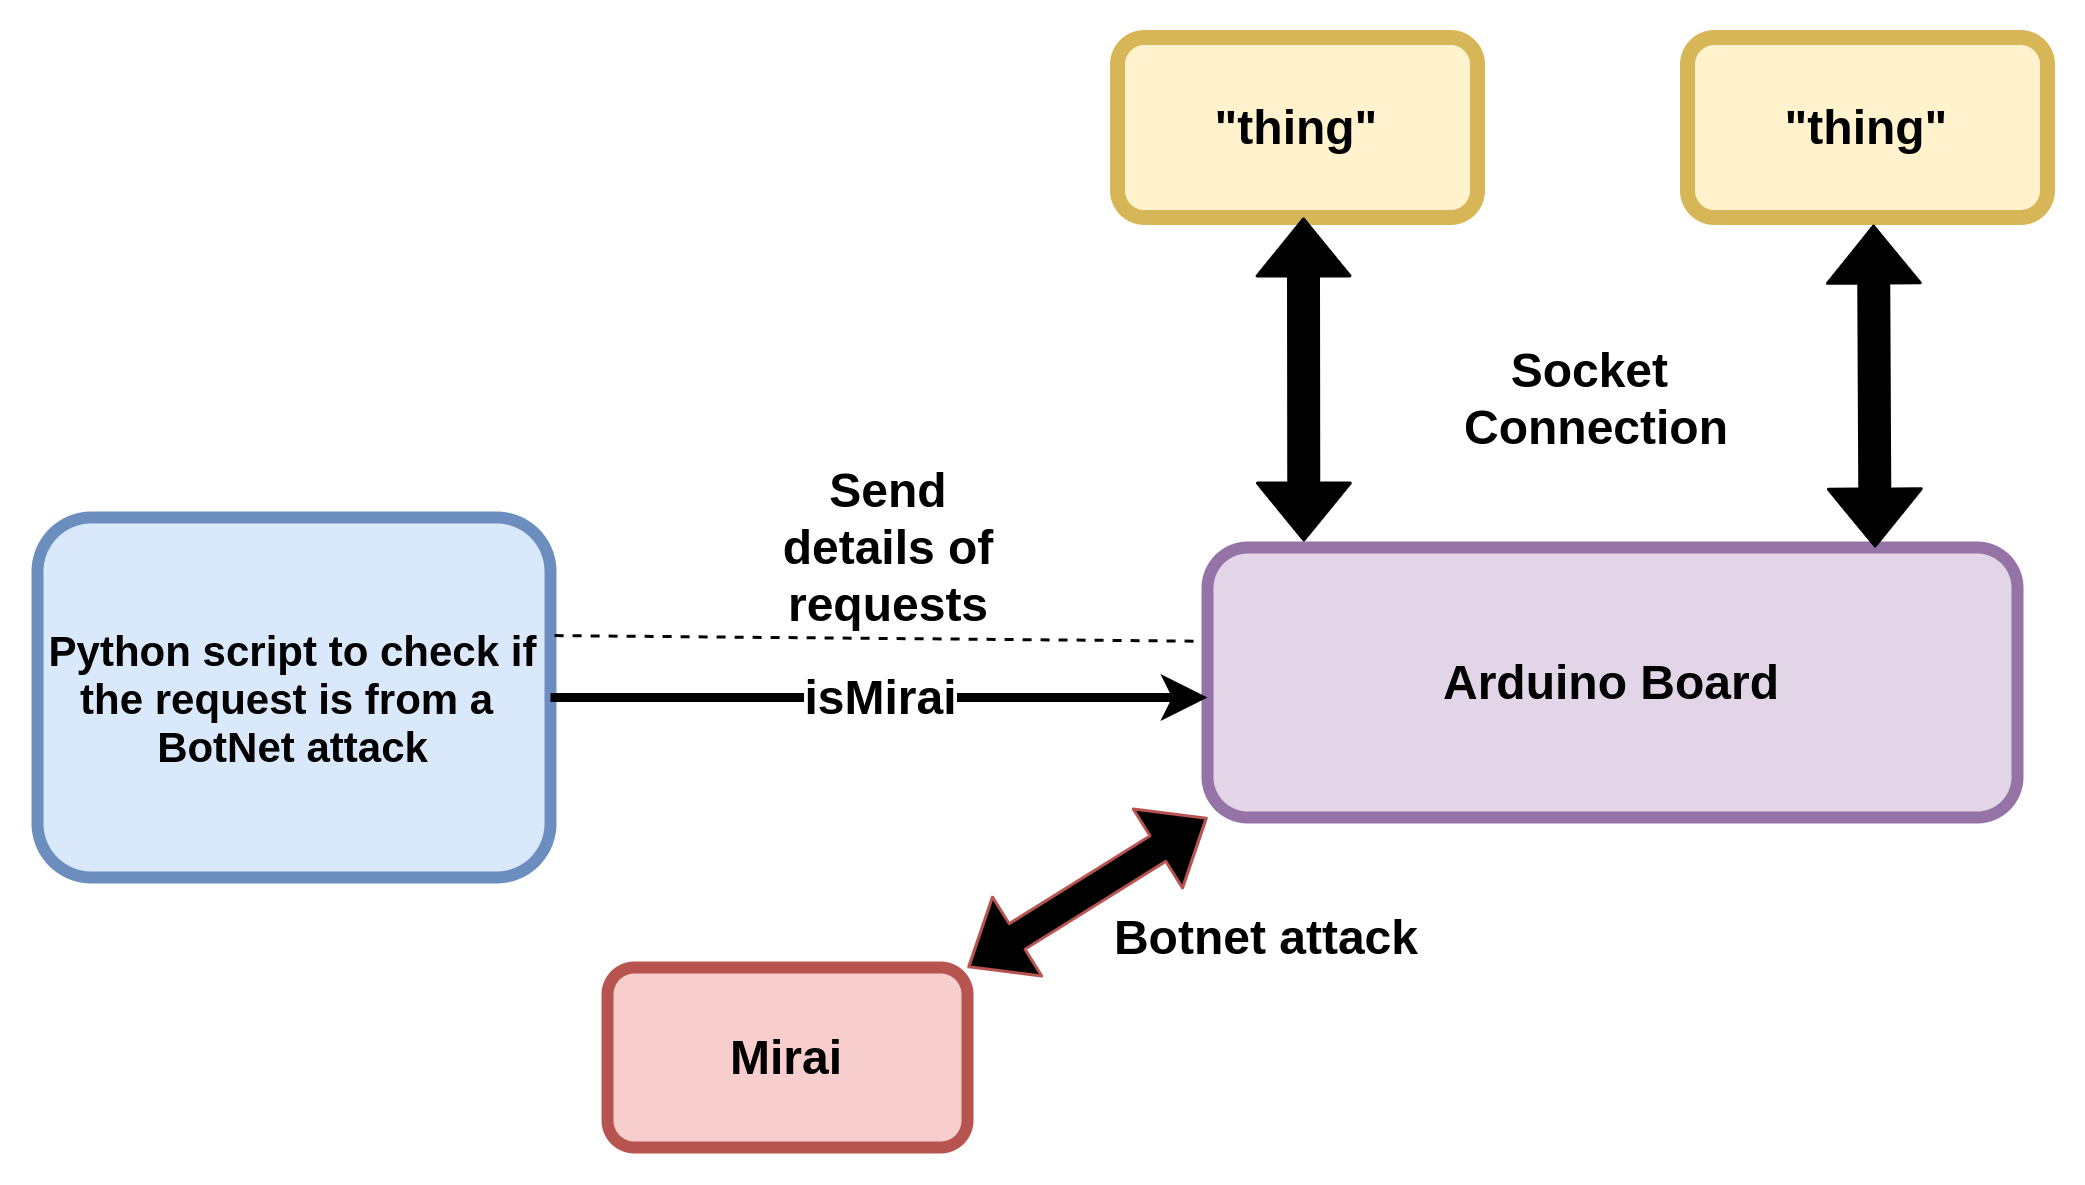 "thing"
"thing"
Socket
Connection
Send
details of
requests
Python script to check if
the request is from a
BotNet attack
isMirai
Arduino Board
Botnet attack
Mirai